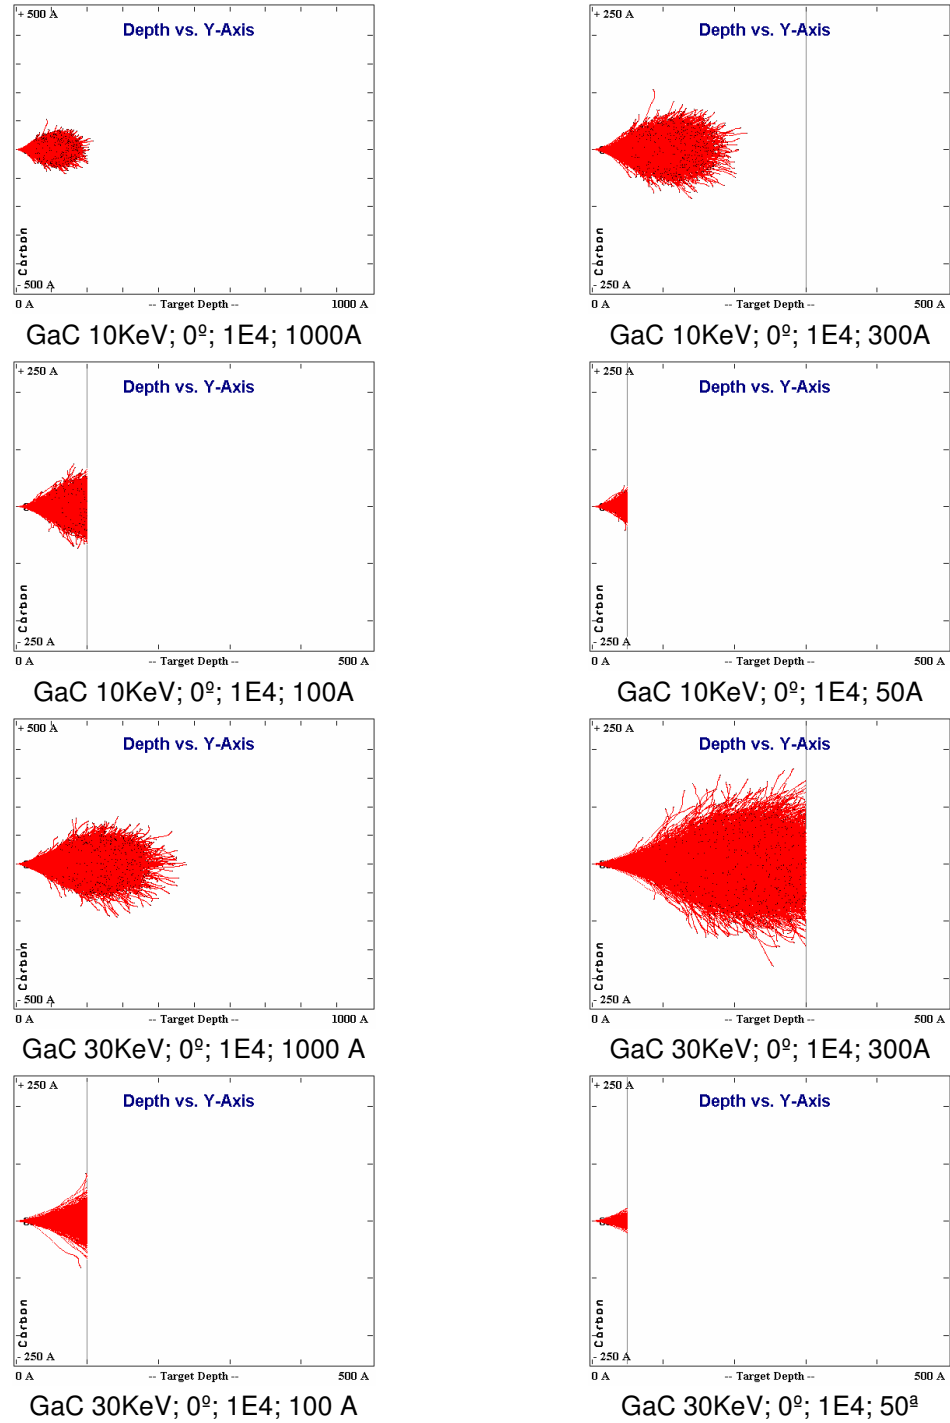 + 500 A
Depth vs. Y-Axis
Carbon
- 500 A
0 A
-- Target Depth --
1000 A
GaC 10KeV; 0º; 1E4; 1000A
+ 250 A
Depth vs. Y-Axis
Carbon
- 250 A
0 A
-- Target Depth --
500 A
GaC 10KeV; 0º; 1E4; 300A
+ 250 A
Depth vs. Y-Axis
Carbon
- 250 A
0 A
-- Target Depth --
500 A
GaC 10KeV; 0º; 1E4; 100A
+ 250 A
Depth vs. Y-Axis
Carbon
- 250 A
0 A
-- Target Depth --
500 A
GaC 10KeV; 0º; 1E4; 50A
+ 500 A
Depth vs. Y-Axis
Carbon
- 500 A
0 A
-- Target Depth --
1000 A
GaC 30KeV; 0º; 1E4; 1000 A
+ 250 A
Depth vs. Y-Axis
Carbon
- 250 A
0 A
-- Target Depth --
500 A
GaC 30KeV; 0º; 1E4; 300A
+ 250 A
Depth vs. Y-Axis
Carbon
- 250 A
0 A
-- Target Depth --
500 A
GaC 30KeV; 0º; 1E4; 100 A
+ 250 A
Depth vs. Y-Axis
Carbon
- 250 A
0 A
-- Target Depth --
500 A
GaC 30KeV; 0º; 1E4; 50ª